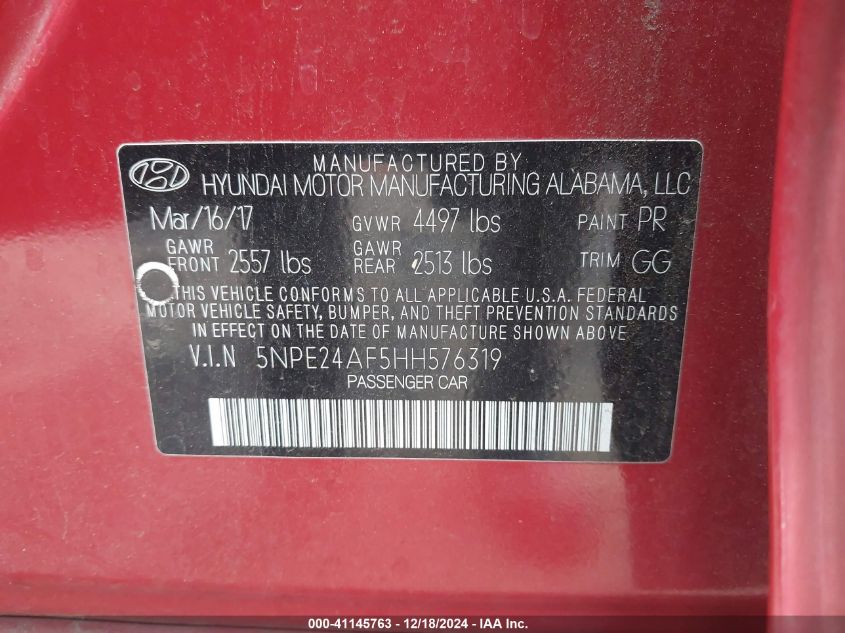 MANUFACTURED BY
HYUNDAI MOTOR MANUFACTURING ALABAMA, LLC
Mar/16/17 GVWR 4497 lbs PAINT PR
GAWR FRONT 2557 lbs GAWR REAR 2513 lbs TRIM GG
THIS VEHICLE CONFORMS TO ALL APPLICABLE U.S.A. FEDERAL
MOTOR VEHICLE SAFETY, BUMPER, AND THEFT PREVENTION STANDARDS
IN EFFECT ON THE DATE OF MANUFACTURE SHOWN ABOVE.
V.I.N 5NPE24AF5HH576319
PASSENGER CAR
000-41145763 - 12/18/2024 - IAA Inc.